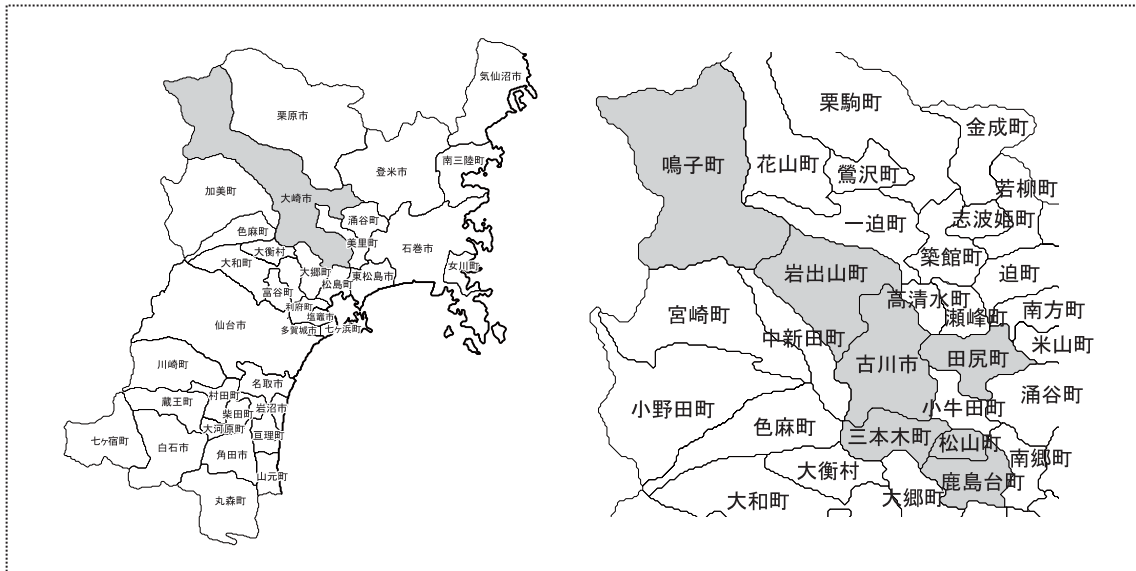 気仙沼市
栗原市
南三陸町
登米市
加美町
大崎市
涌谷町
色麻町
美里町
石巻市
大衡村
大和町
大郷町
女川町
東松島市
松島町
富谷町
利府町
塩竈市
仙台市
多賀城市
七ヶ浜町
川崎町
名取市
村田町
蔵王町
岩沼市
柴田町
大河原町
亘理町
七ヶ宿町
白石市
角田市
山元町
丸森町
栗駒町
金成町
鳴子町
花山町
鶯沢町
若柳町
一迫町
志波姫町
築館町
迫町
岩出山町
高清水町
南方町
宮崎町
瀬峰町
中新田町
米山町
古川市
田尻町
涌谷町
小野田町
小牛田町
色麻町
三本木町
松山町
南郷町
大衡村
鹿島台町
大和町
大郷町